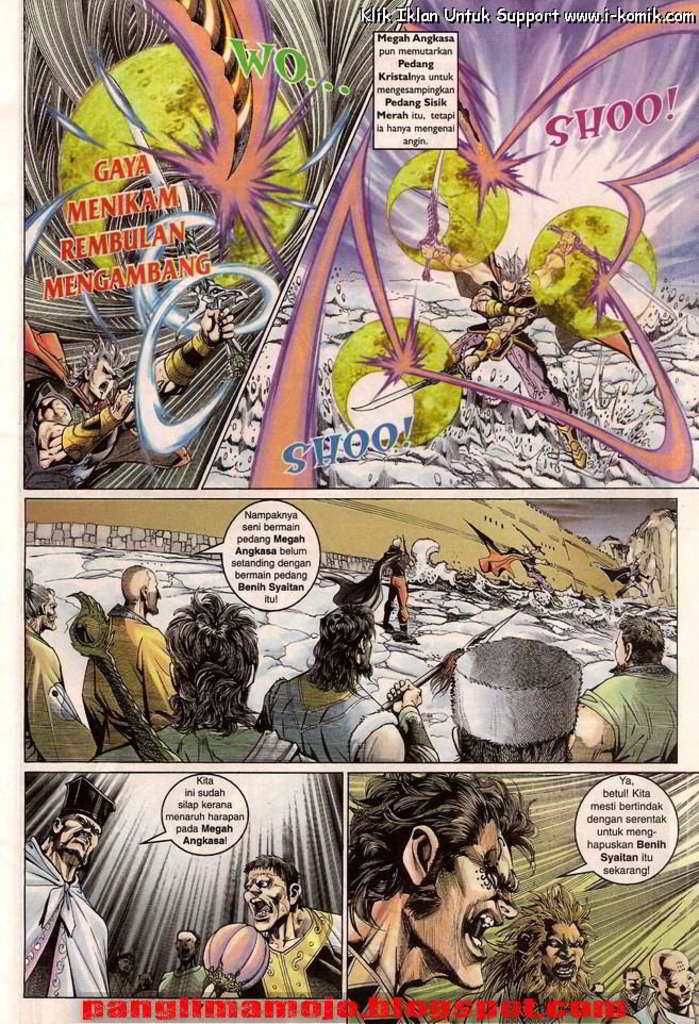 Klik Iklan Untuk Support www.i-komik.com
WO...
GAYA
MENIKAM
REMBULAN
MENGAMBANG
Megah Angkasa
pun memutarkan
Pedang
Kristalnya untuk
mengesampingkan
Pedang Sisik
Merah itu, tetapi
ia hanya mengenai
angin.
SHOO!
SHOO!
Nampaknya
seni bermain
pedang Megah
Angkasa belum
setanding dengan
bermain pedang
Benih Syaitan
itu!
Kita
ini sudah
silap kerana
menaruh harapan
pada Megah
Angkasa!
Ya,
betul! Kita
mesti bertindak
dengan serentak
untuk meng-
hapuskan Benih
Syaitan itu
sekarang!
panglimamojo.blogspot.com